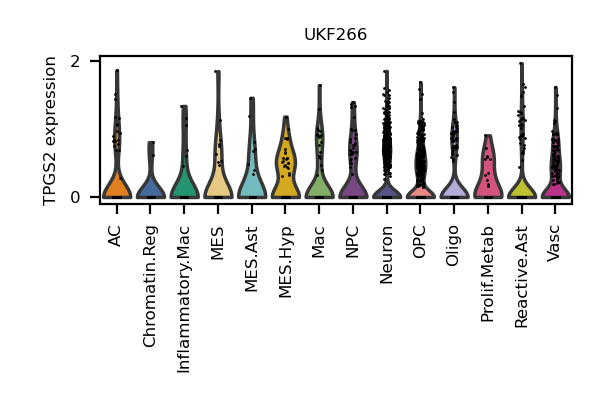 UKF266
TPGS2 expression
2
0
AC
Chromatin.Reg
Inflammatory.Mac
MES
MES.Ast
MES.Hyp
Mac
NPC
Neuron
OPC
Oligo
Prolif.Metab
Reactive.Ast
Vasc